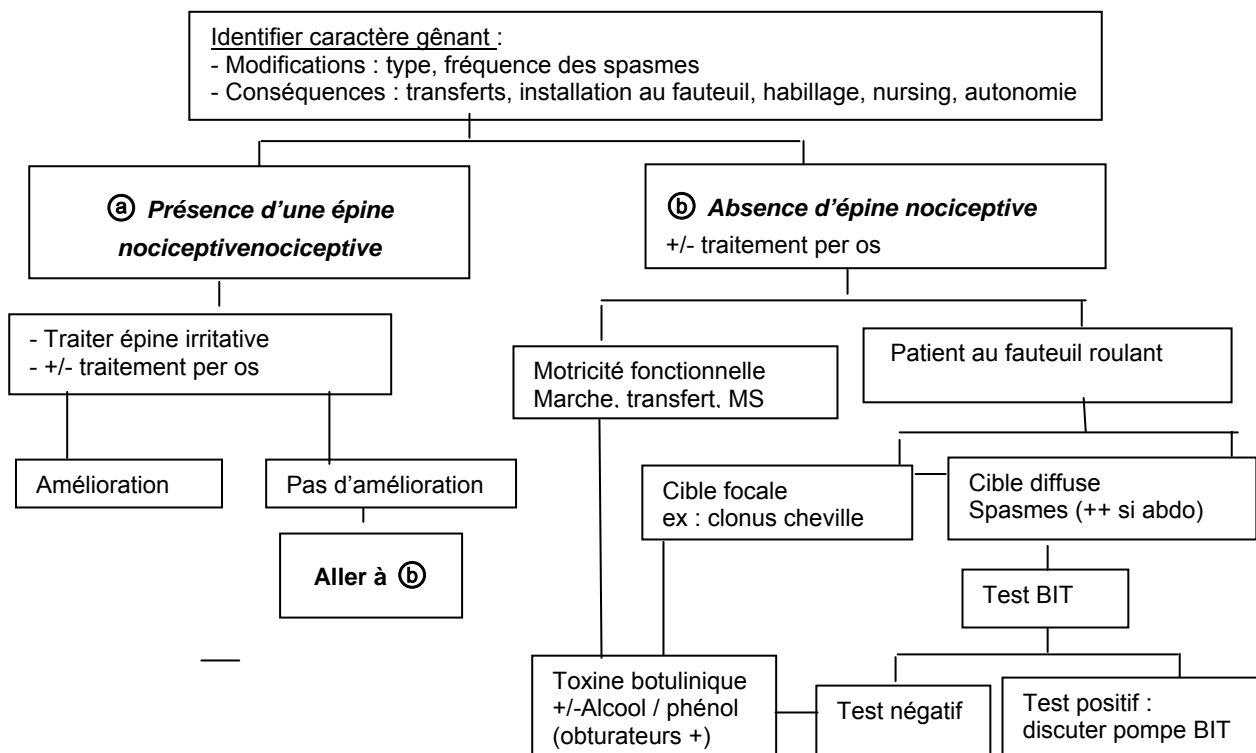 Identifier caractère gênant :
- Modifications : type, fréquence des spasmes
- Conséquences : transferts, installation au fauteuil, habillage, nursing, autonomie
ⓐ Présence d’une épine
nociceptivenociceptive
ⓑ Absence d’épine nociceptive
+/- traitement per os
- Traiter épine irritative
- +/- traitement per os
Motricité fonctionnelle
Marche, transfert, MS
Patient au fauteuil roulant
Amélioration
Pas d’amélioration
Cible focale
ex : clonus cheville
Cible diffuse
Spasmes (++ si abdo)
Aller à ⓑ
Test BIT
Toxine botulinique
+/-Alcool / phénol
(obturateurs +)
Test négatif
Test positif :
discuter pompe BIT